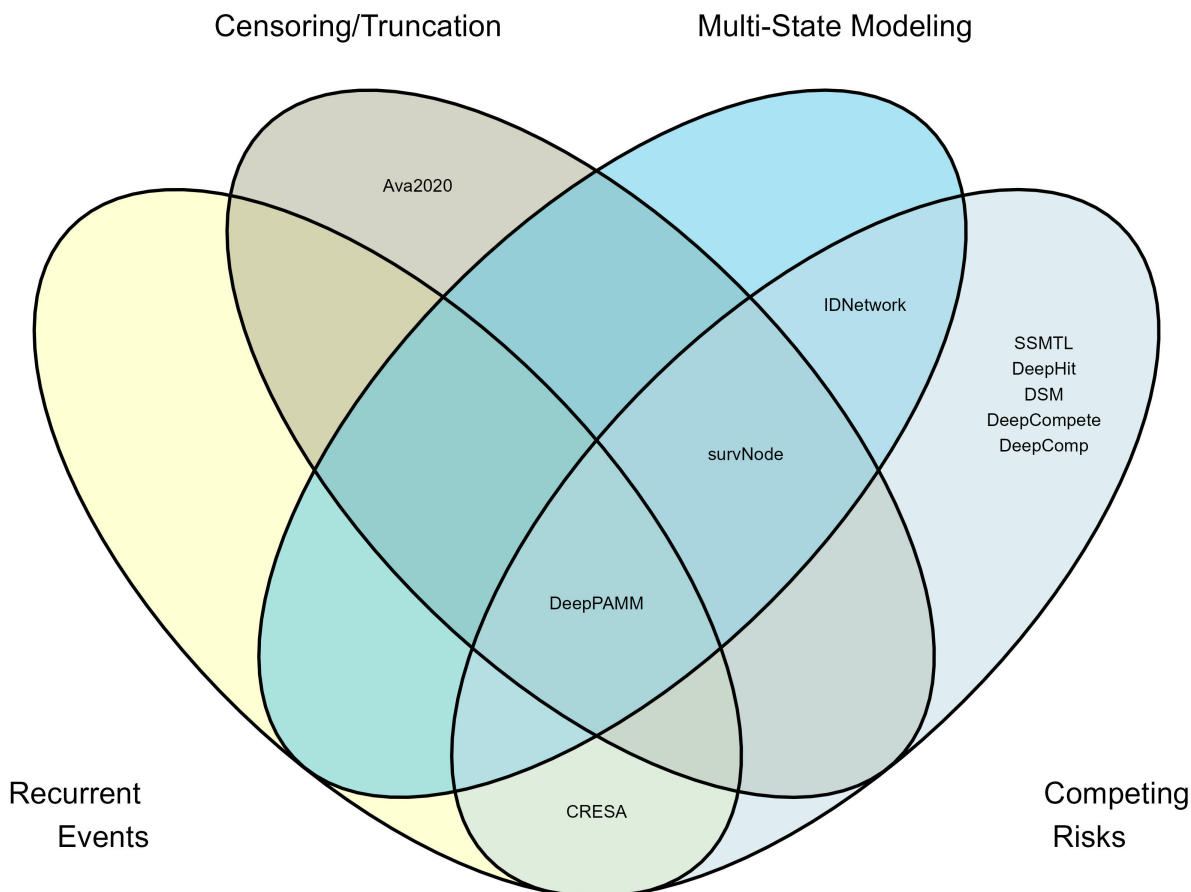 Censoring/Truncation
Multi-State Modeling
Ava2020
IDNetwork
SSMTL
DeepHit
DSM
DeepCompete
DeepComp
survNode
DeepPAMM
CRESA
Recurrent
Events
Competing
Risks